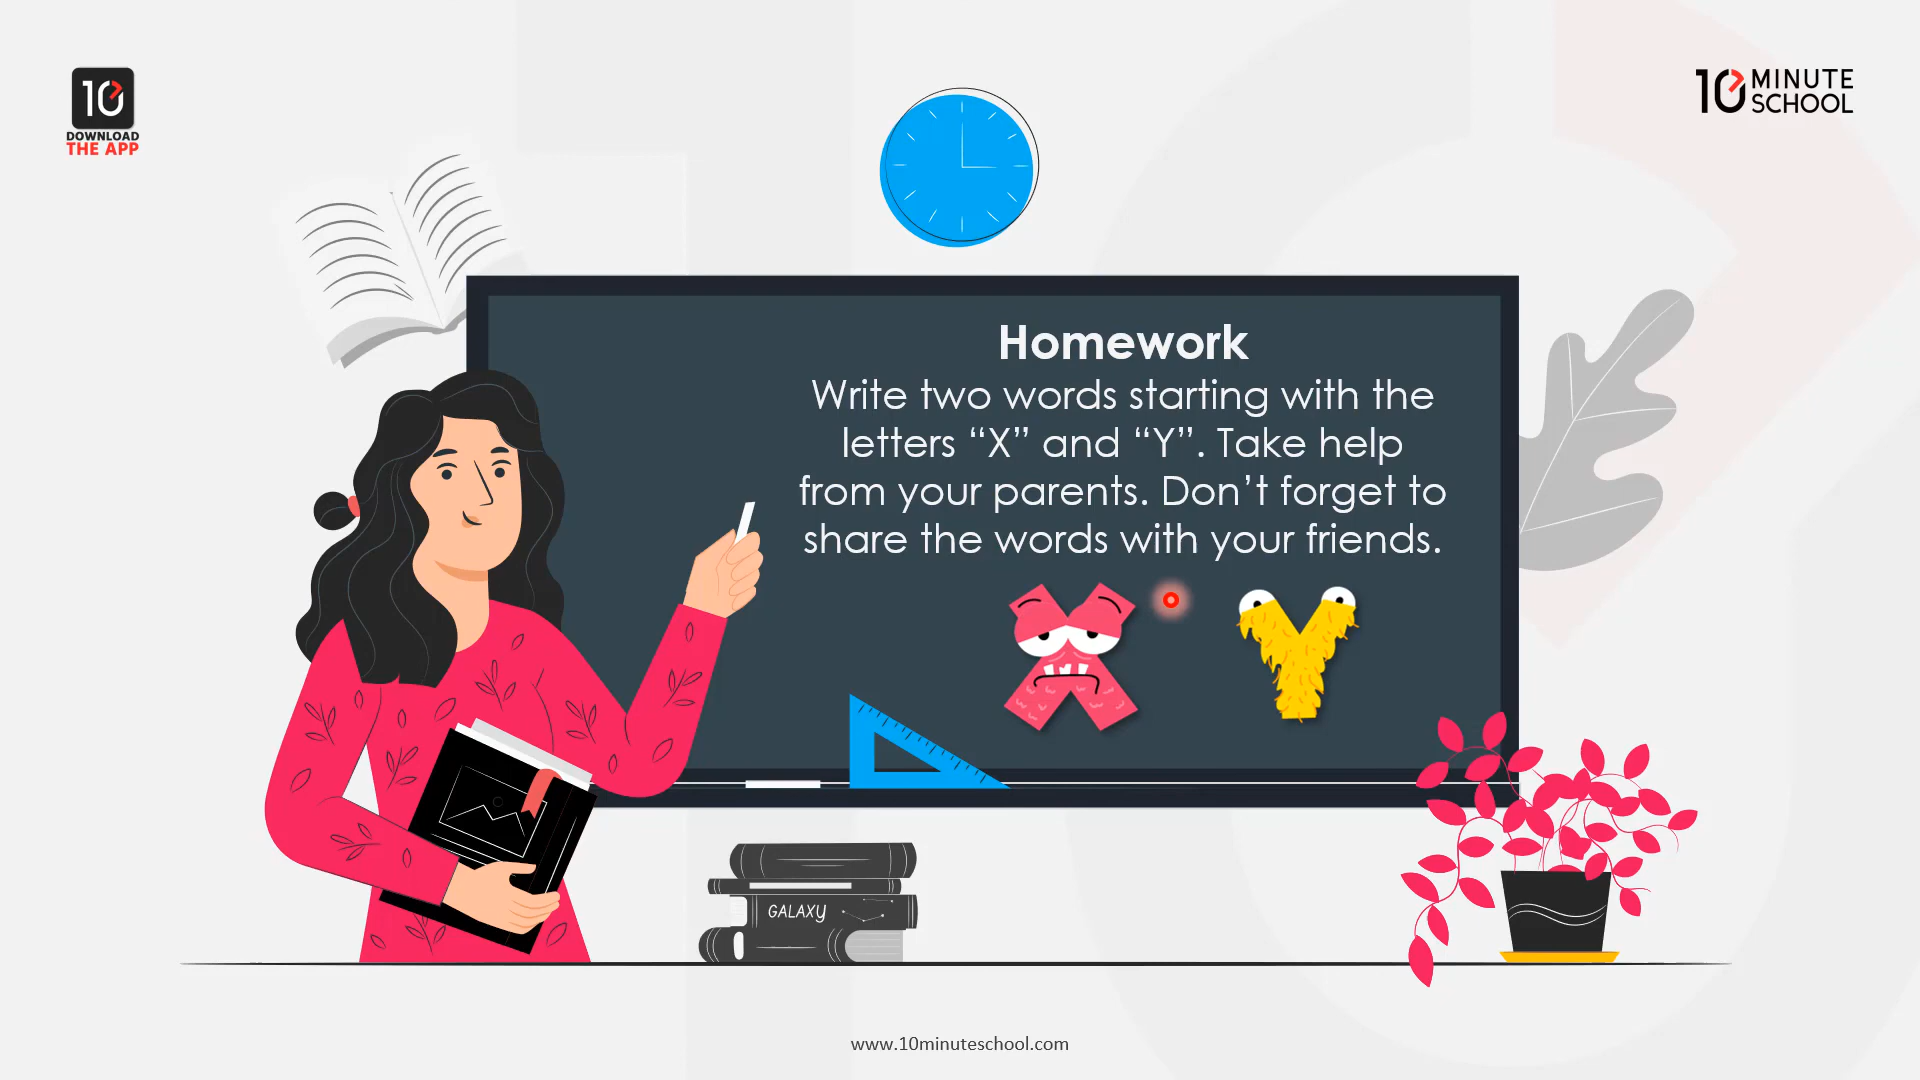 10
DOWNLOAD
THE APP
10 MINUTE
SCHOOL
Homework
Write two words starting with the
letters “X” and “Y”. Take help
from your parents. Don’t forget to
share the words with your friends.
X Y
GALAXY
www.10minuteschool.com